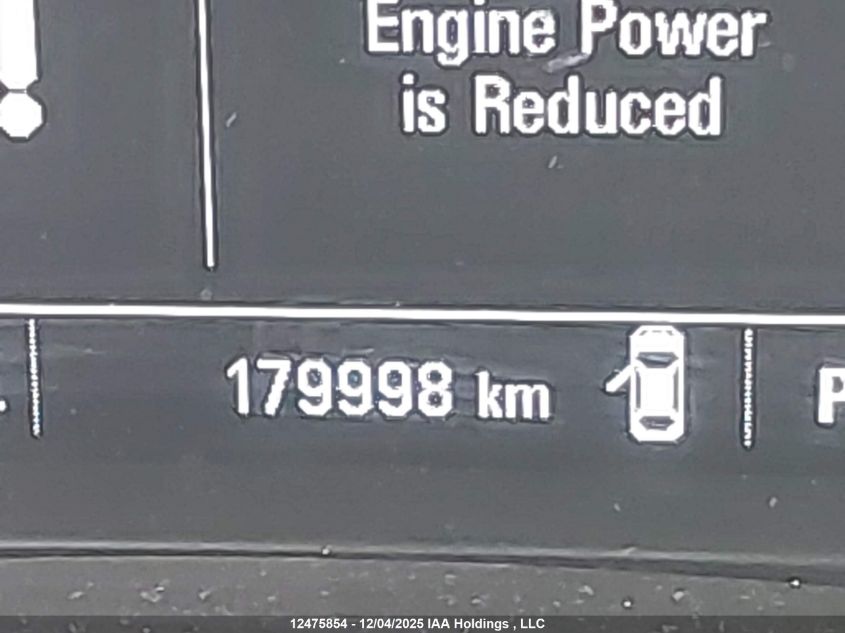 Engine Power
is Reduced
179998 km
P
12475854 - 12/04/2025 IAA Holdings , LLC